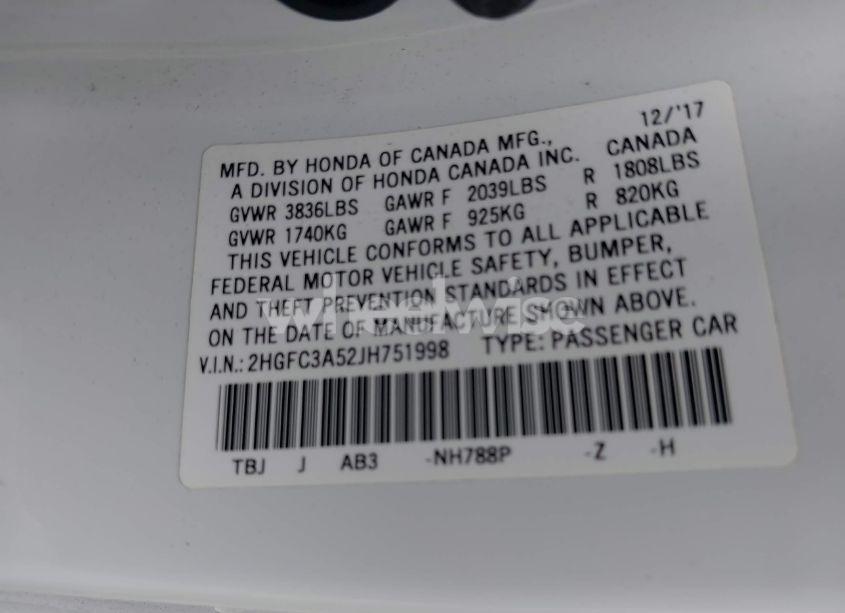 12/'17
MFD. BY HONDA OF CANADA MFG.,
A DIVISION OF HONDA CANADA INC. CANADA
GVWR 3836LBS GAWR F 2039LBS R 1808LBS
GVWR 1740KG GAWR F 925KG R 820KG
THIS VEHICLE CONFORMS TO ALL APPLICABLE
FEDERAL MOTOR VEHICLE SAFETY, BUMPER,
AND THEFT PREVENTION STANDARDS IN EFFECT
ON THE DATE OF MANUFACTURE SHOWN ABOVE.
V.I.N.: 2HGFC3A52JH751998 TYPE: PASSENGER CAR
TBJ J AB3 -NH788P -Z -H
wheelwise